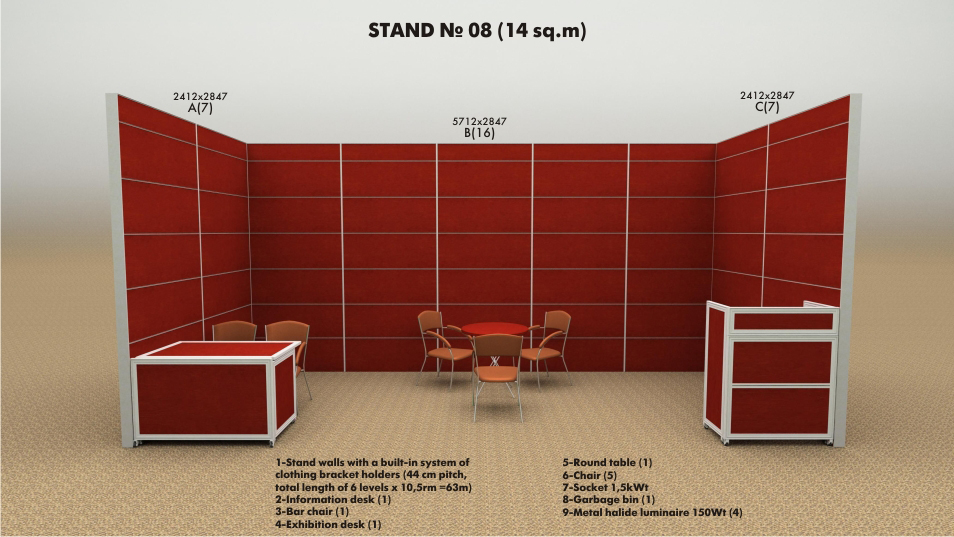 STAND № 08 (14 sq.m)
2412x2847
A(7)
5712x2847
B(16)
2412x2847
C(7)
1-Stand walls with a built-in system of
clothing bracket holders (44 cm pitch,
total length of 6 levels x 10,5rm =63m)
2-Information desk (1)
3-Bar chair (1)
4-Exhibition desk (1)
5-Round table (1)
6-Chair (5)
7-Socket 1,5kWt
8-Garbage bin (1)
9-Metal halide luminaire 150Wt (4)